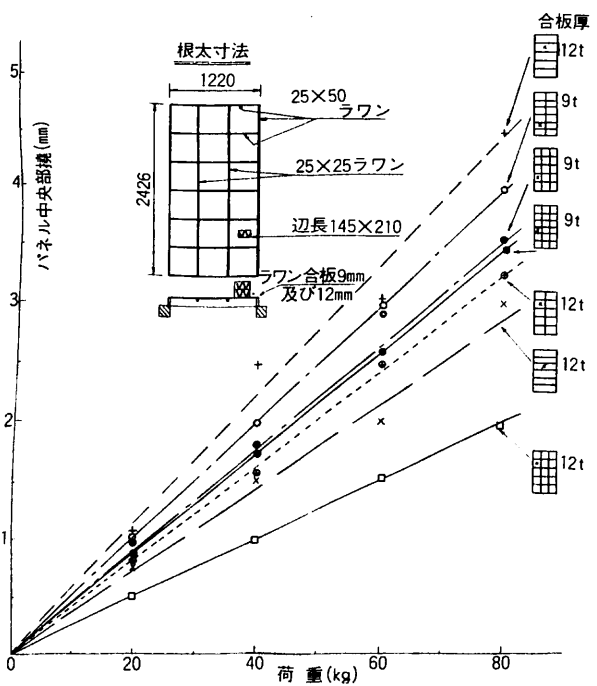 合板厚
根太寸法
1220
25×50
ラワン
25×25ラワン
2426
辺長145×210
ラワン合板9mm
及び12mm
12t
9t
9t
9t
12t
12t
12t
パネル中央部撓(mm)
5
4
3
2
1
0
20
40
60
80
荷重(kg)